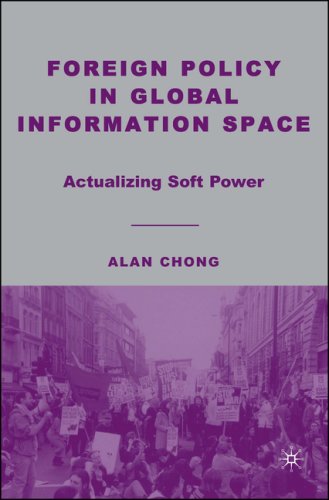 FOREIGN POLICY
IN GLOBAL
INFORMATION SPACE
Actualizing Soft Power
ALAN CHONG